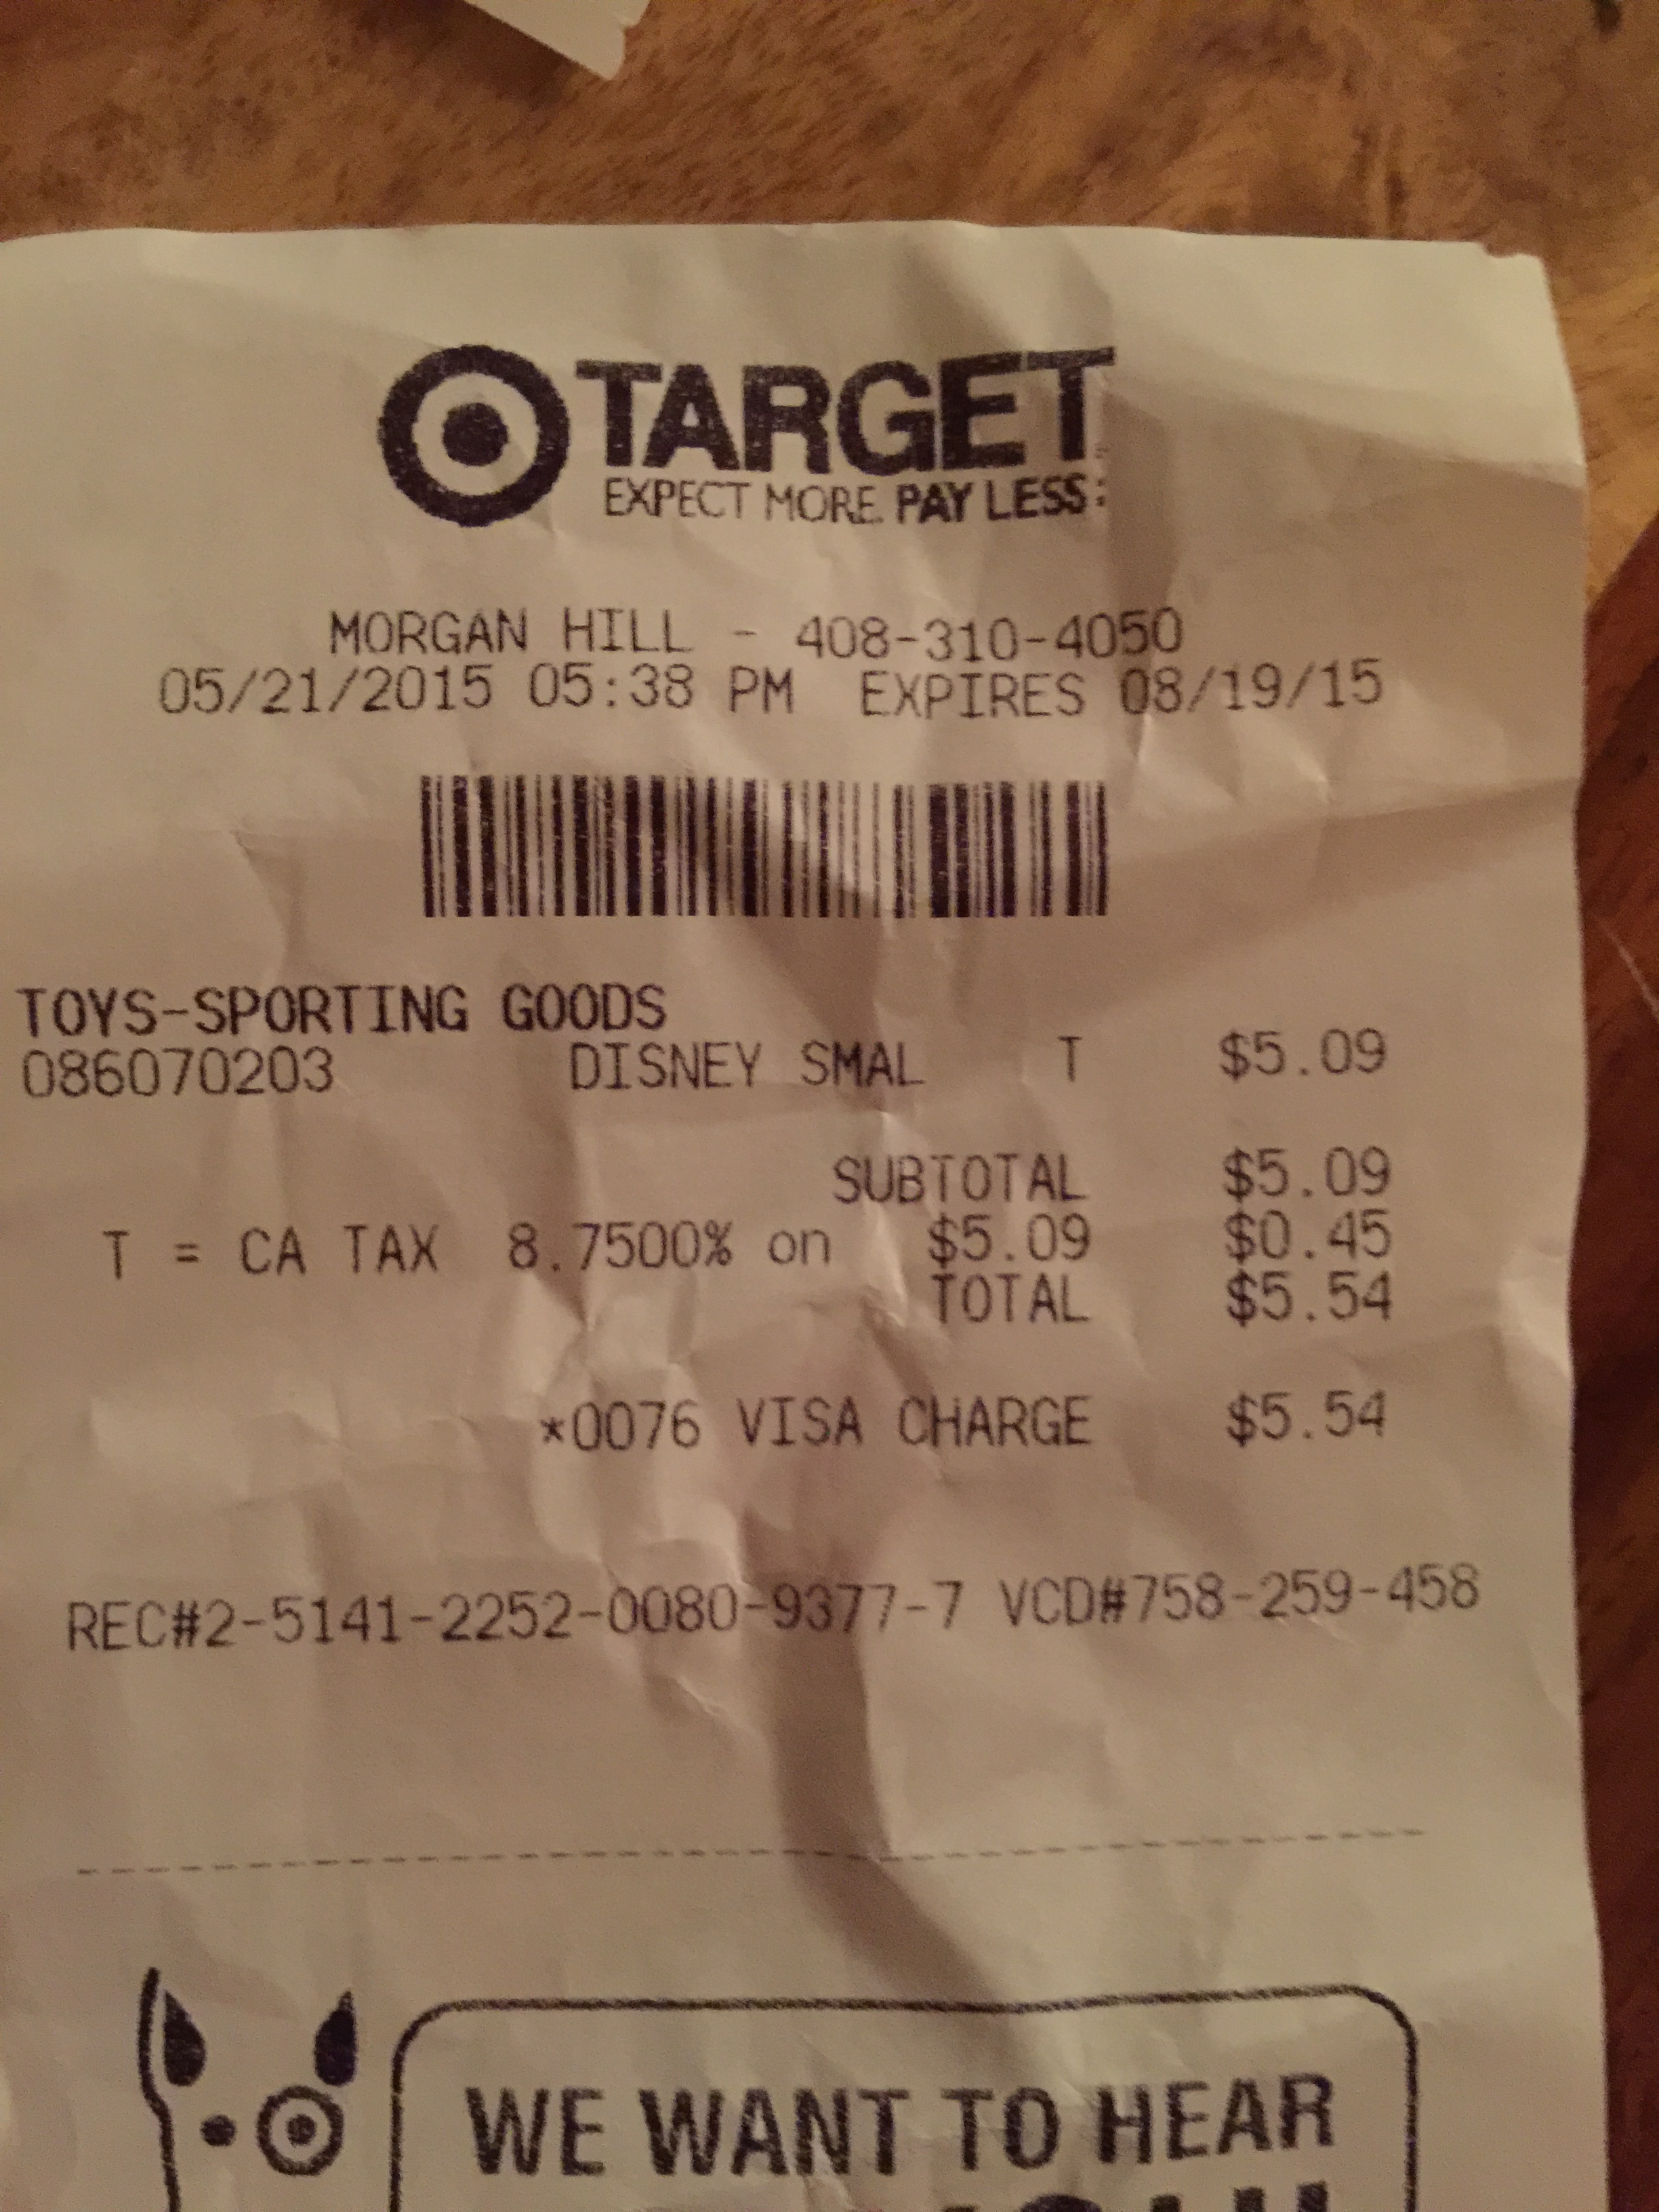 TARGET
EXPECT MORE. PAY LESS.
MORGAN HILL - 408-310-4050
05/21/2015 05:38 PM EXPIRES 08/19/15
TOYS-SPORTING GOODS
086070203 DISNEY SMAL T $5.09
SUBTOTAL $5.09
T = CA TAX 8.7500% on $5.09 $0.45
TOTAL $5.54
*0076 VISA CHARGE $5.54
REC#2-5141-2252-0080-9377-7 VCD#758-259-458
WE WANT TO HEAR